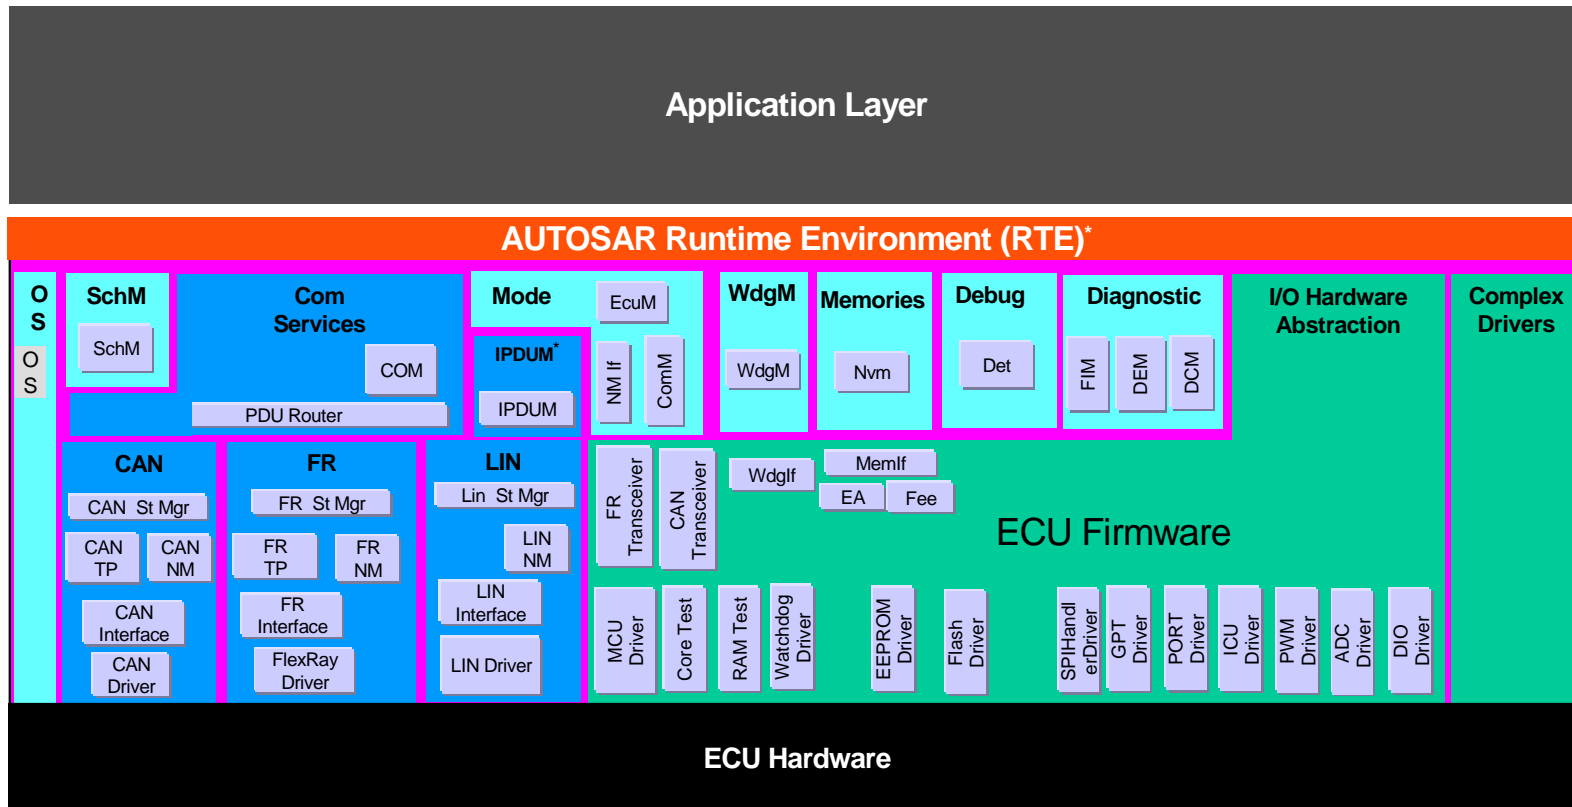 Application Layer
AUTOSAR Runtime Environment (RTE)*
O
S
O
S
SchM
SchM
Com
Services
COM
PDU Router
Mode
EcuM
NM If
ComM
IPDUM*
IPDUM
WdgM
WdgM
Memories
Nvm
Debug
Det
Diagnostic
FIM
DEM
DCM
I/O Hardware
Abstraction
Complex
Drivers
CAN
CAN St Mgr
CAN
TP
CAN
NM
CAN
Interface
CAN
Driver
FR
FR St Mgr
FR
TP
FR
NM
FR
Interface
FlexRay
Driver
LIN
Lin St Mgr
LIN
NM
LIN
Interface
LIN Driver
FR
Transceiver
CAN
Transceiver
WdgIf
MemIf
EA
Fee
ECU Firmware
MCU
Driver
Core Test
RAM Test
Watchdog
Driver
EEPROM
Driver
Flash
Driver
SPIHandl
erDriver
GPT
Driver
PORT
Driver
ICU
Driver
PWM
Driver
ADC
Driver
DIO
Driver
ECU Hardware